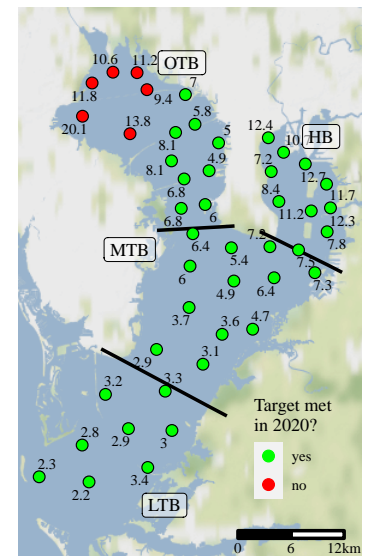 10.6 11.2 OTB
11.8 9.4 7
20.1 13.8 5.8
8.1 5 12.4 HB
8.1 4.9 7.2 12.7
6.8 8.4 11.7
6.8 6 11.2 12.3
MTB 6.4 7.2 7.8
5.4 7.5
6 4.9 6.4 7.3
3.7 3.6 4.7
2.9 3.1
3.2 3.3
2.8 2.9 3
2.3 2.2 3.4
LTB
Target met
in 2020?
yes
no
0 6 12km